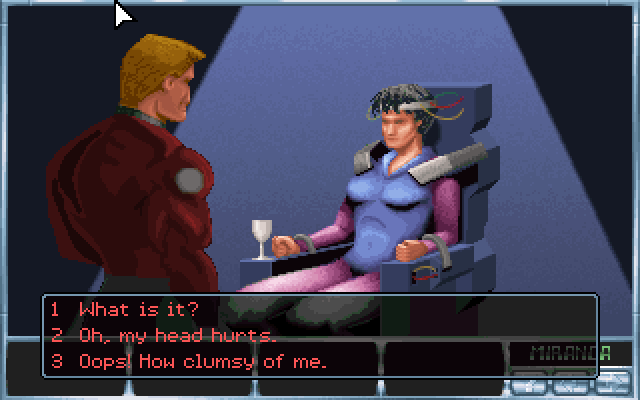 1 What is it?
2 Oh, my head hurts.
3 Oops! How clumsy of me.
MIRANDA